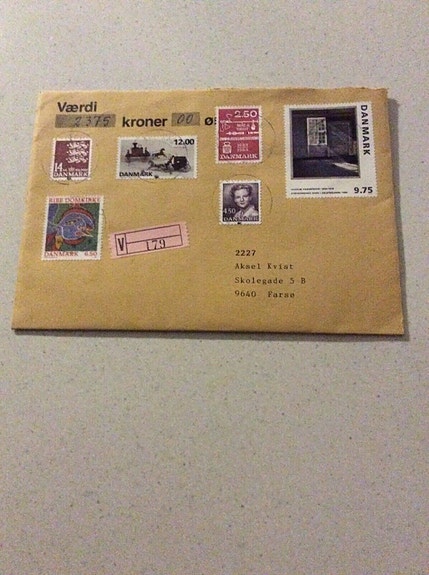 Værdi
2375 kroner 00 Ø
14 DANMARK
12.00
DANMARK
2.50
DANMARK
DANMARK
9.75
RIBE DOMKIRKE
DANMARK 6.50
V 179
4.50
DANMARK
2227
Aksel Kvist
Skolegade 5 B
9640 Farsø